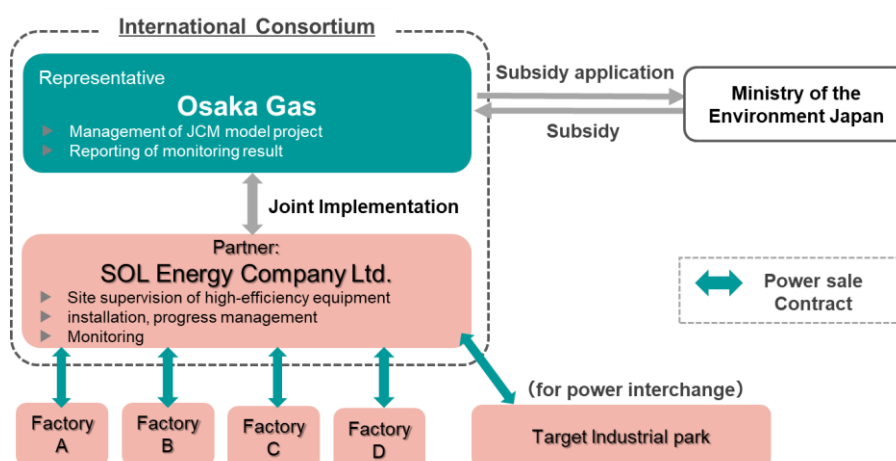 International Consortium
Representative
Osaka Gas
Management of JCM model project
Reporting of monitoring result
Subsidy application
Subsidy
Ministry of the
Environment Japan
Joint Implementation
Partner:
SOL Energy Company Ltd.
Site supervision of high-efficiency equipment
installation, progress management
Monitoring
Power sale
Contract
(for power interchange)
Factory
A
Factory
B
Factory
C
Factory
D
Target Industrial park